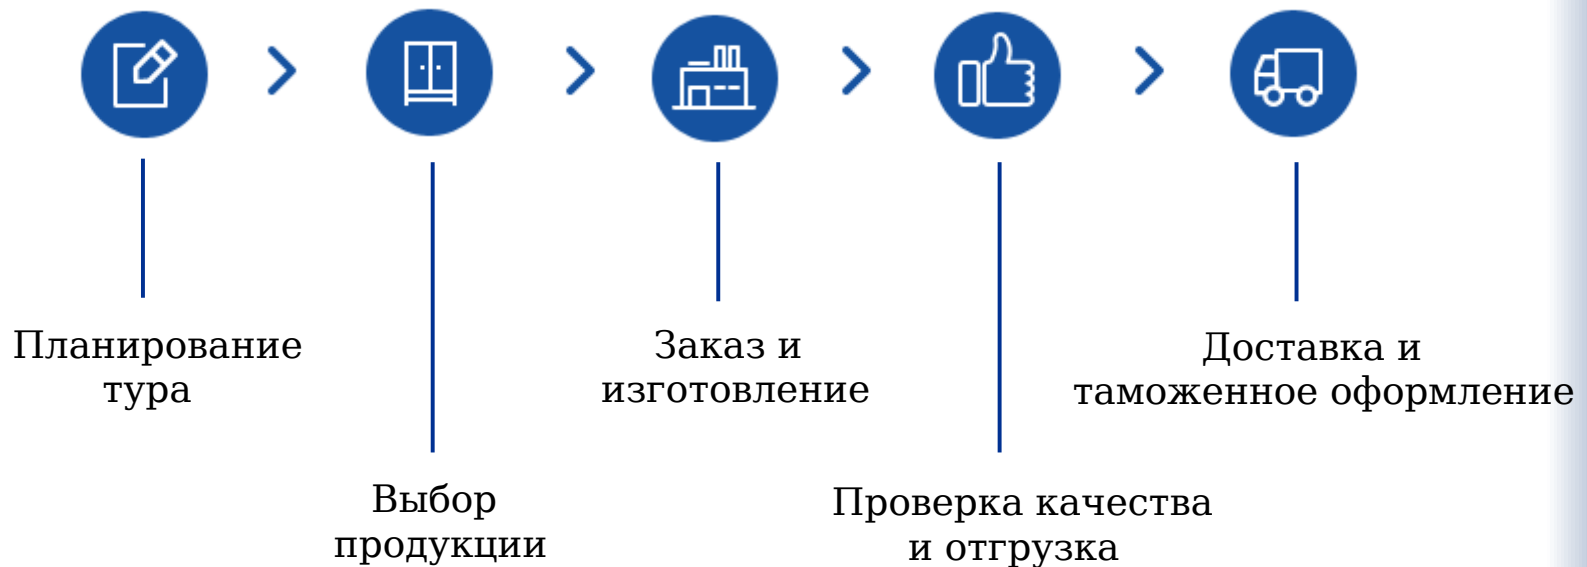 Планирование
тура
Выбор
продукции
Заказ и
изготовление
Проверка качества
и отгрузка
Доставка и
таможенное оформление